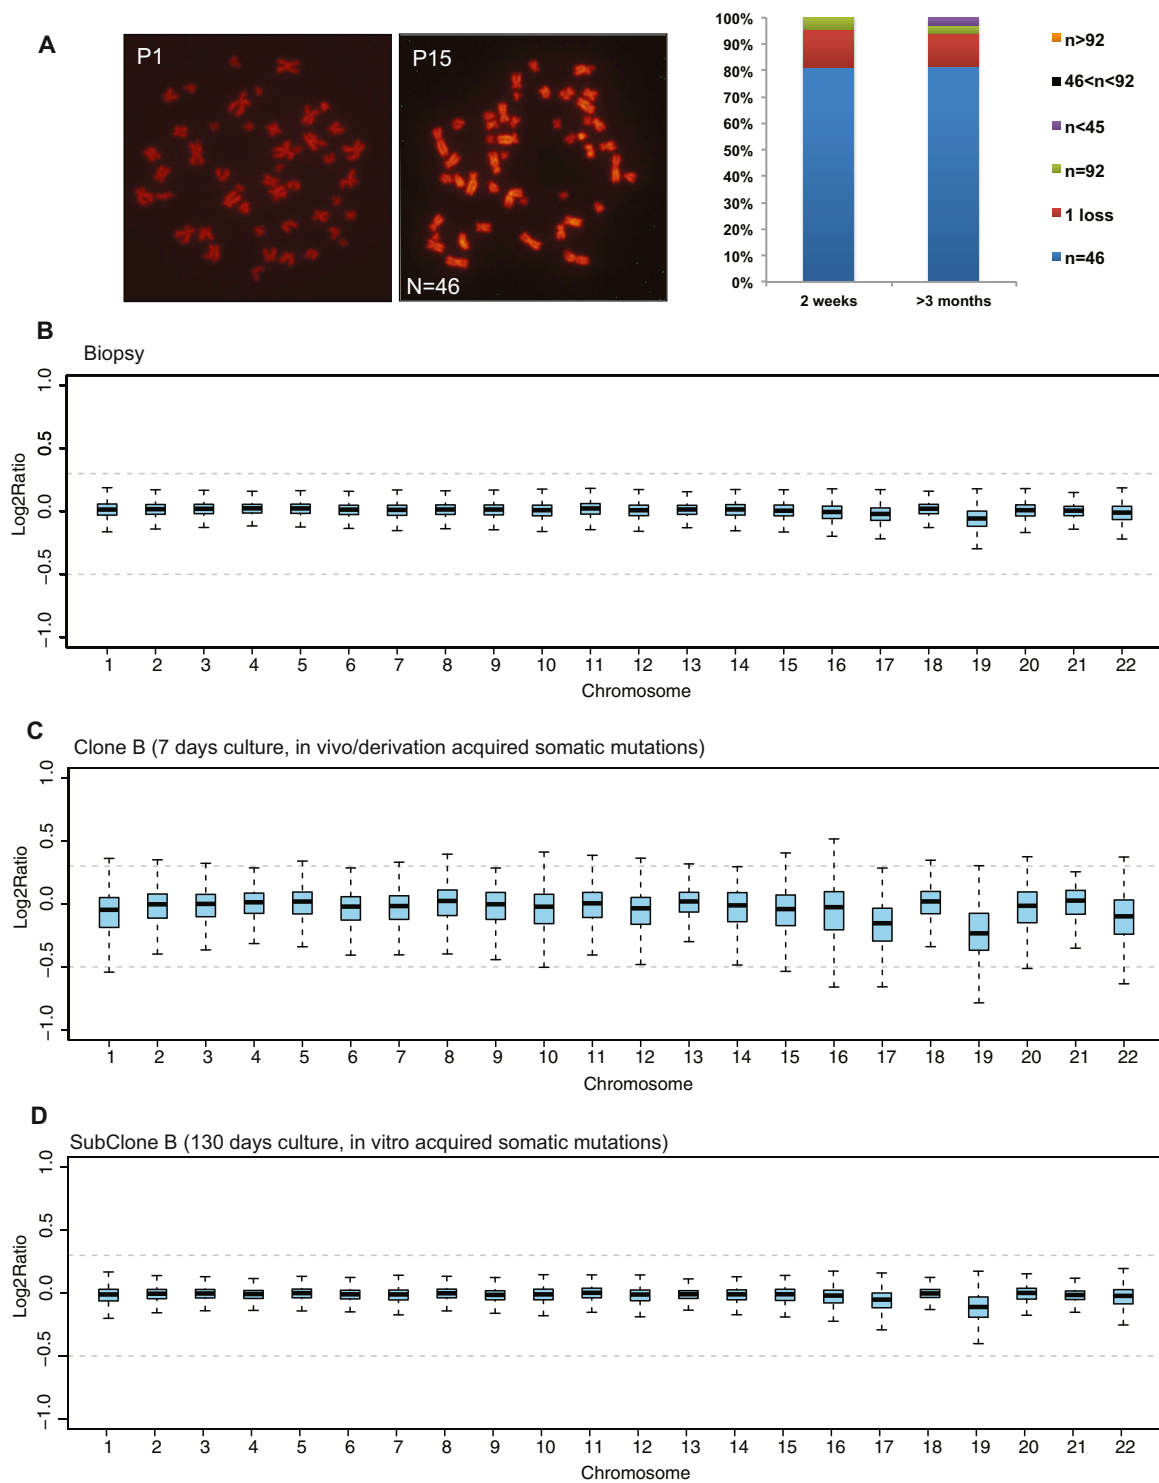 A
P1
P15
N=46
100%
90%
80%
70%
60%
50%
40%
30%
20%
10%
0%
2 weeks >3 months
n>92
46<n<92
n<45
n=92
1 loss
n=46
B
Biopsy
Log2Ratio
1.0
0.5
0.0
−0.5
−1.0
1 2 3 4 5 6 7 8 9 10 11 12 13 14 15 16 17 18 19 20 21 22
Chromosome
C
Clone B (7 days culture, in vivo/derivation acquired somatic mutations)
Log2Ratio
1.0
0.5
0.0
−0.5
−1.0
1 2 3 4 5 6 7 8 9 10 11 12 13 14 15 16 17 18 19 20 21 22
Chromosome
D
SubClone B (130 days culture, in vitro acquired somatic mutations)
Log2Ratio
1.0
0.5
0.0
−0.5
−1.0
1 2 3 4 5 6 7 8 9 10 11 12 13 14 15 16 17 18 19 20 21 22
Chromosome